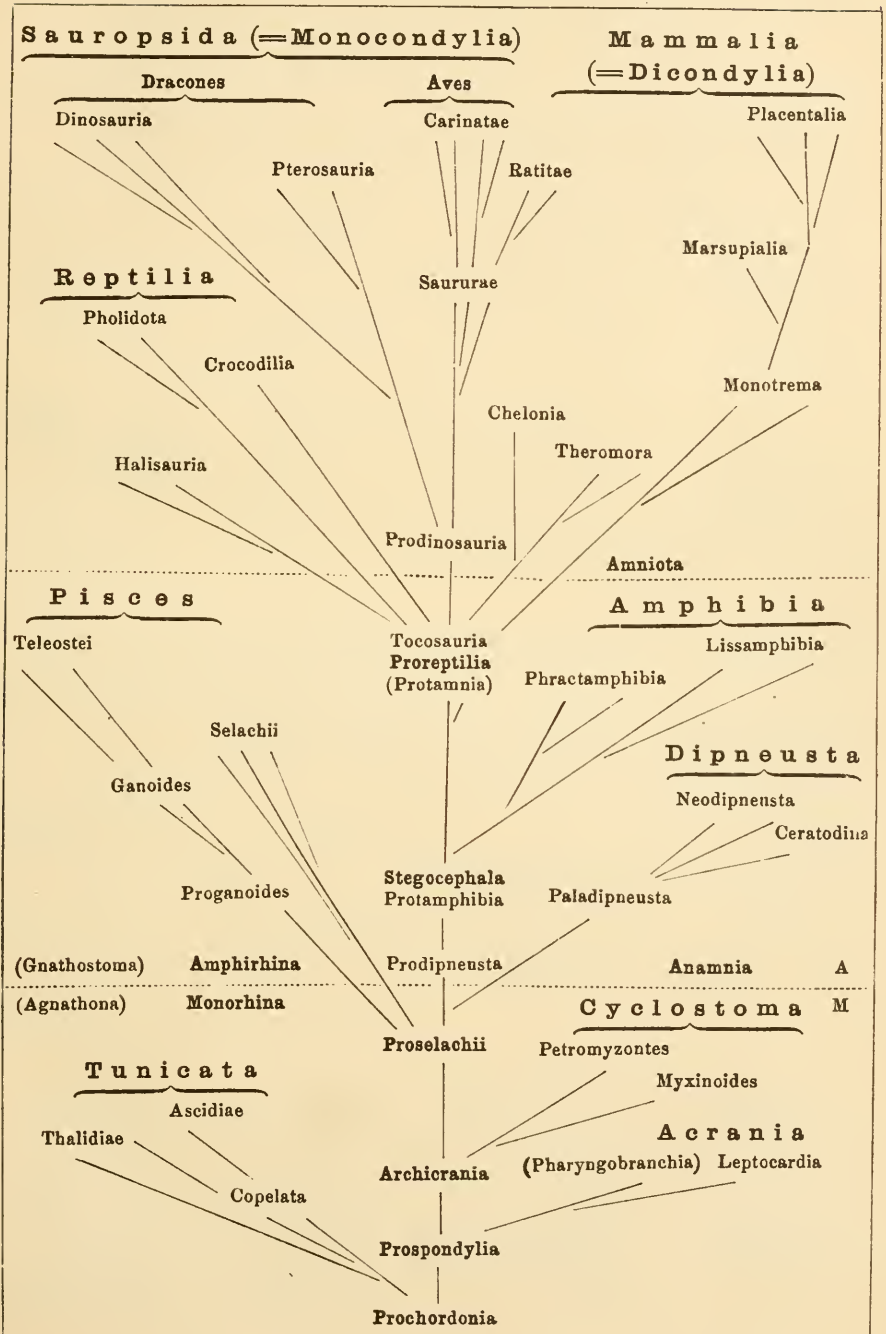 Sauropsida (=Monocondylia)
Mammalia
(=Dicondylia)
Dracones
Aves
Dinosauria
Carinatae
Placentalia
Pterosauria
Ratitae
Marsupialia
Reptilia
Saururae
Pholidota
Crocodilia
Monotrema
Chelonia
Theromora
Halisauria
Prodinosauria
Amniota
Pisces
Amphibia
Teleostei
Tocosauria
Proreptilia
(Protamnia)
Lissamphibia
Phractamphibia
Selachii
Dipneusta
Ganoides
Neodipneusta
Ceratodina
Stegocephala
Protamphibia
Proganoides
Paladipneusta
(Gnathostoma) Amphirhina Prodipneusta Anamnia A
(Agnathona) Monorhina Cyclostoma M
Proselachii
Petromyzontes
Tunicata
Myxinoides
Ascidiae
Thalidiae
Acrania
Archicrania
(Pharyngobranchia) Leptocardia
Copelata
Prospondylia
Prochordonia